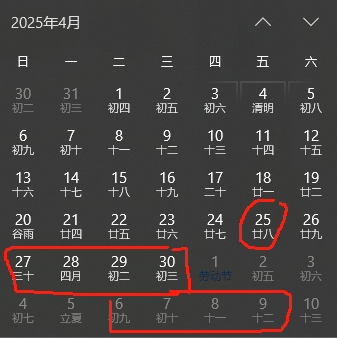 2025年4月
日 一 二 三 四 五 六
30 31 1 2 3 4 5
初二 初三 初四 初五 初六 清明 初八
6 7 8 9 10 11 12
初九 初十 十一 十二 十三 十四 十五
13 14 15 16 17 18 19
十六 十七 十八 十九 二十 廿一 廿二
20 21 22 23 24 25 26
谷雨 廿四 廿五 廿六 廿七 廿八 廿九
27 28 29 30 1 2 3
三十 四月 初二 初三 劳动节 初五 初六
4 5 6 7 8 9 10
初七 立夏 初九 初十 十一 十二 十三